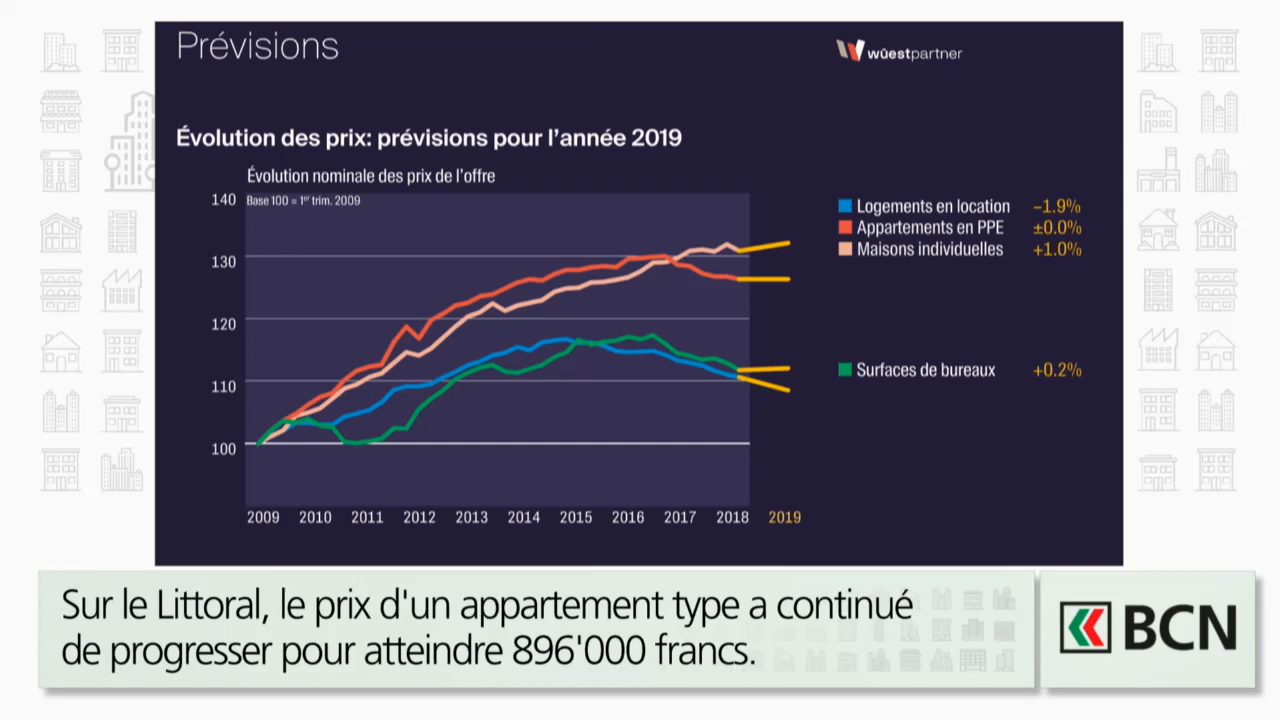 Prévisions
wüestpartner
Évolution des prix: prévisions pour l'année 2019
Évolution nominale des prix de l'offre
Base 100 = 1er trim. 2009
140
130
120
110
100
2009 2010 2011 2012 2013 2014 2015 2016 2017 2018 2019
Logements en location –1.9%
Appartements en PPE ±0.0%
Maisons individuelles +1.0%
Surfaces de bureaux +0.2%
Sur le Littoral, le prix d'un appartement type a continué
de progresser pour atteindre 896'000 francs.
BCN